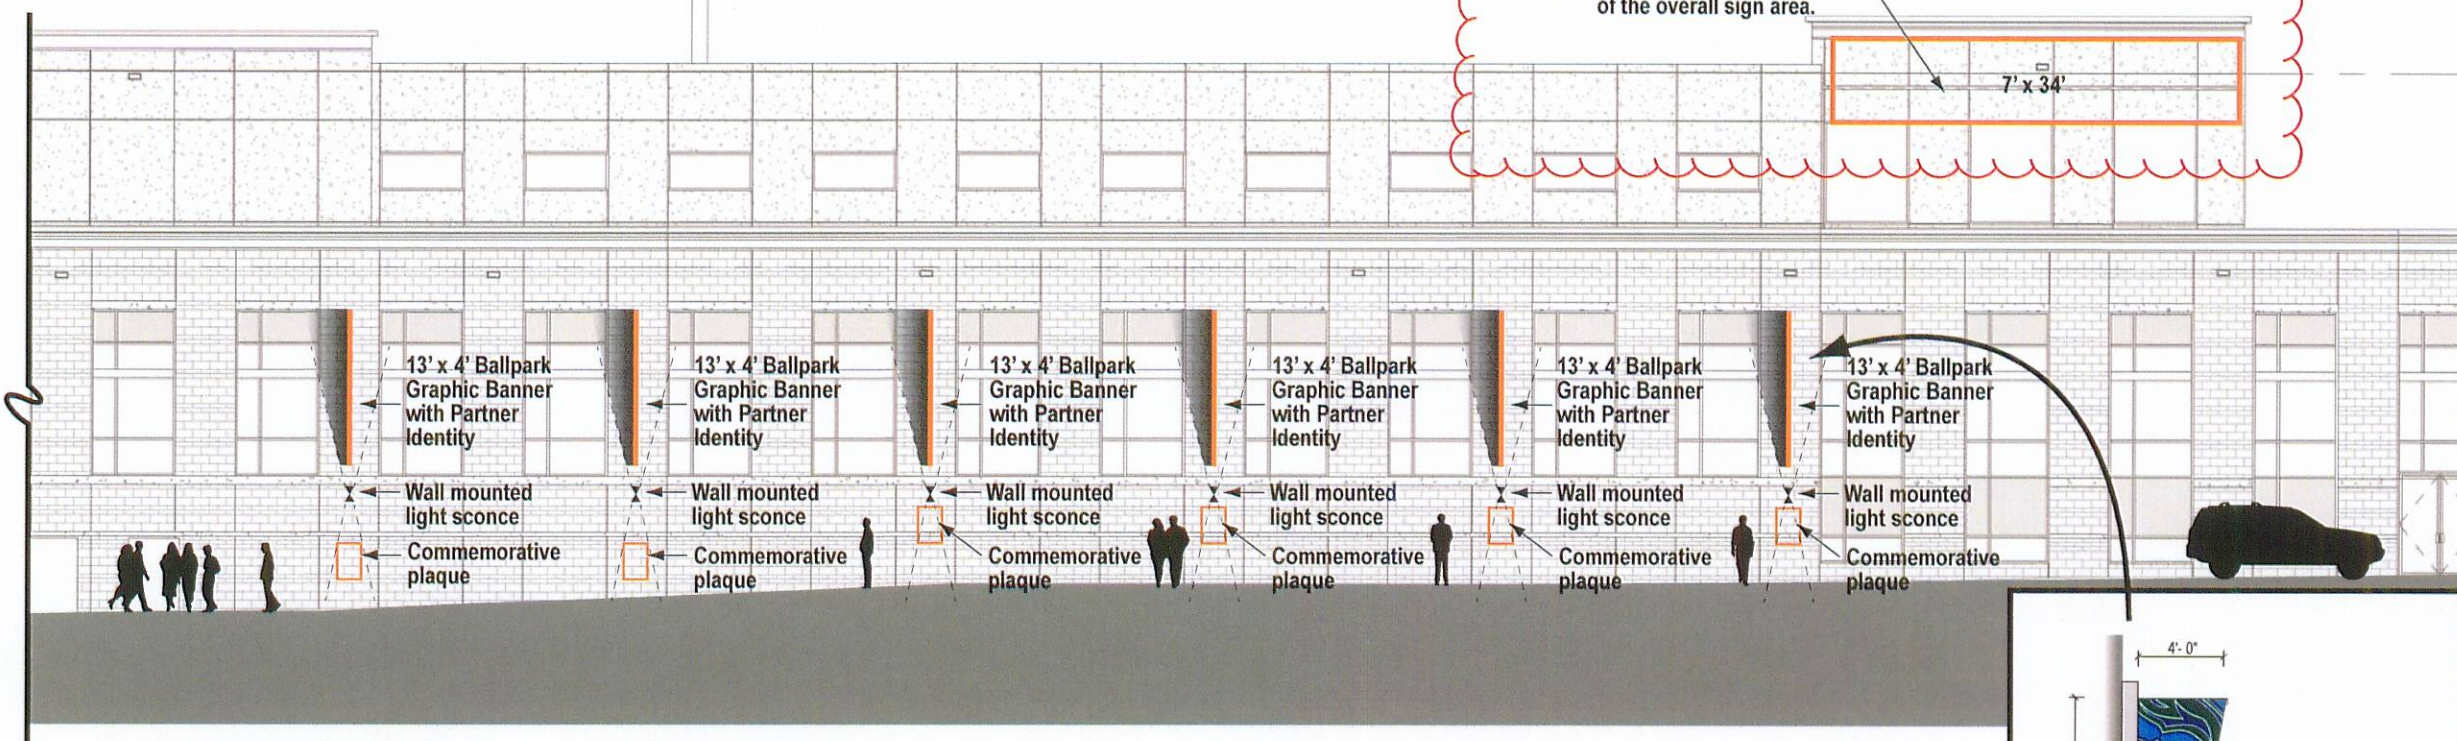 of the overall sign area.
7' x 34'
13' x 4' Ballpark
Graphic Banner
with Partner
Identity
13' x 4' Ballpark
Graphic Banner
with Partner
Identity
13' x 4' Ballpark
Graphic Banner
with Partner
Identity
13' x 4' Ballpark
Graphic Banner
with Partner
Identity
13' x 4' Ballpark
Graphic Banner
with Partner
Identity
13' x 4' Ballpark
Graphic Banner
with Partner
Identity
Wall mounted
light sconce
Wall mounted
light sconce
Wall mounted
light sconce
Wall mounted
light sconce
Wall mounted
light sconce
Wall mounted
light sconce
Commemorative
plaque
Commemorative
plaque
Commemorative
plaque
Commemorative
plaque
Commemorative
plaque
Commemorative
plaque
4'- 0"